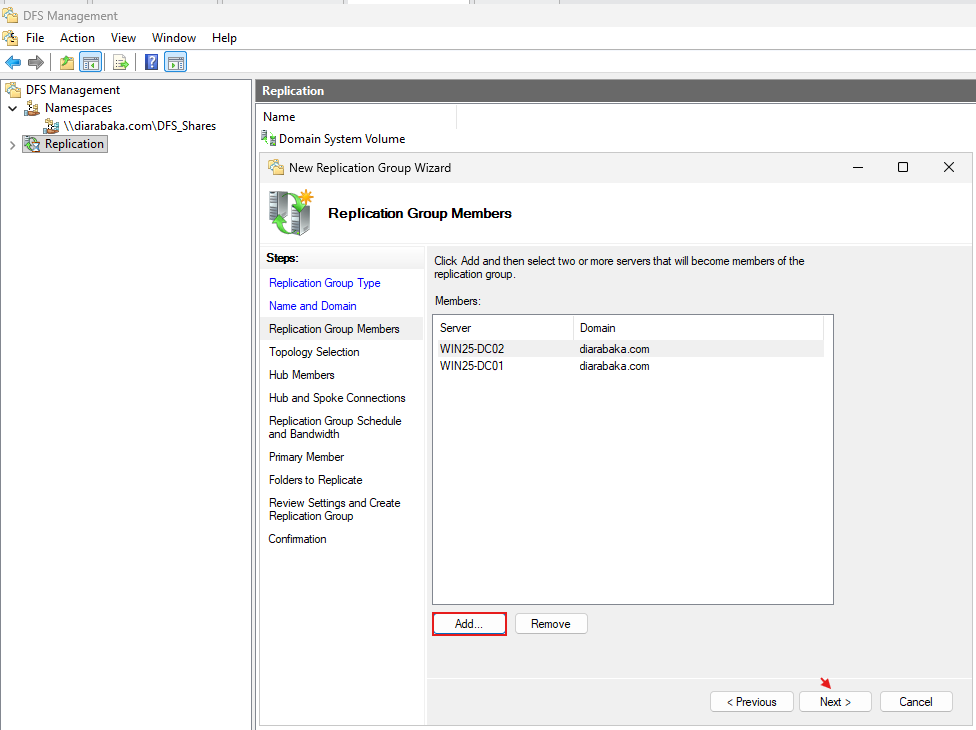 DFS Management
File Action View Window Help
DFS Management
Namespaces
\\diarabaka.com\DFS_Shares
Replication
Replication
Name
Domain System Volume
New Replication Group Wizard
Replication Group Members
Steps:
Replication Group Type
Name and Domain
Replication Group Members
Topology Selection
Hub Members
Hub and Spoke Connections
Replication Group Schedule
and Bandwidth
Primary Member
Folders to Replicate
Review Settings and Create
Replication Group
Confirmation
Click Add and then select two or more servers that will become members of the
replication group.
Members:
Server Domain
WIN25-DC02 diarabaka.com
WIN25-DC01 diarabaka.com
Add... Remove
< Previous Next > Cancel